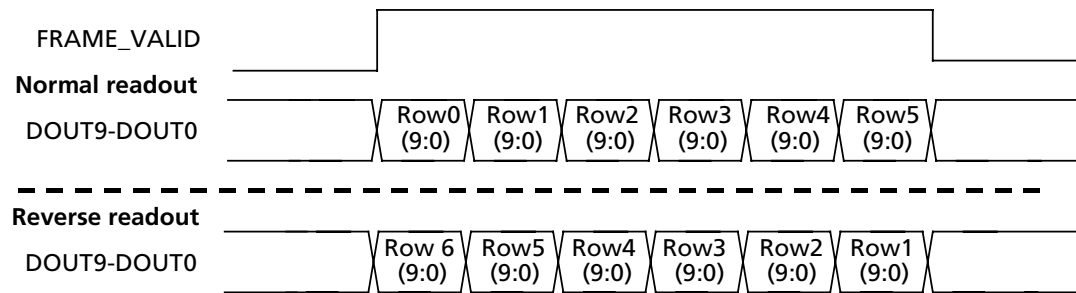 FRAME_VALID
Normal readout
DOUT9-DOUT0
Row0 Row1 Row2 Row3 Row4 Row5
(9:0) (9:0) (9:0) (9:0) (9:0) (9:0)
Reverse readout
DOUT9-DOUT0
Row 6 Row5 Row4 Row3 Row2 Row1
(9:0) (9:0) (9:0) (9:0) (9:0) (9:0)